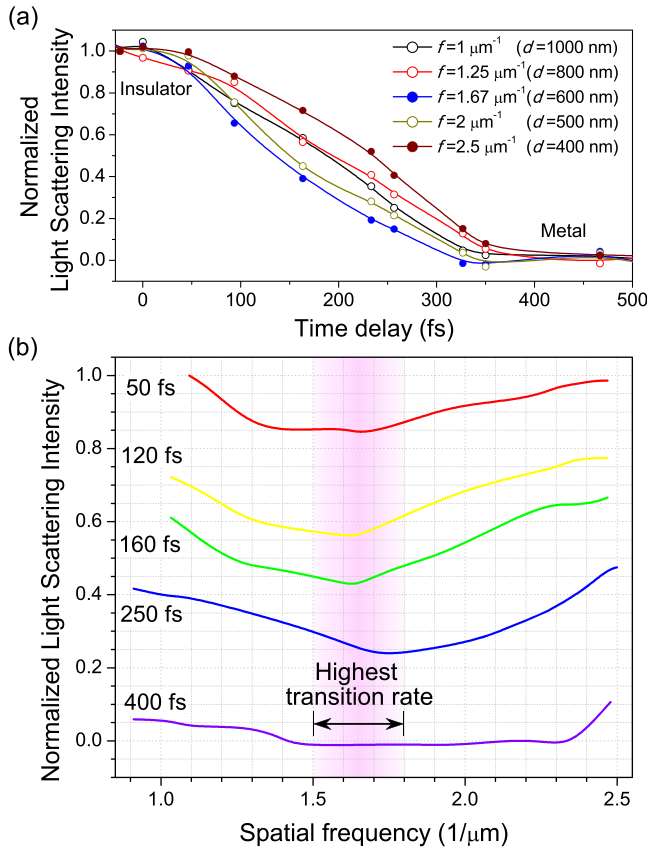 (a)
Normalized
Light Scattering Intensity
1.0
0.8
0.6
0.4
0.2
0.0
Insulator
f=1 μm⁻¹ (d=1000 nm)
f=1.25 μm⁻¹(d=800 nm)
f=1.67 μm⁻¹(d=600 nm)
f=2 μm⁻¹ (d=500 nm)
f=2.5 μm⁻¹ (d=400 nm)
Metal
0 100 200 300 400 500
Time delay (fs)
(b)
Normalized Light Scattering Intensity
1.0
0.8
0.6
0.4
0.2
0.0
50 fs
120 fs
160 fs
250 fs
Highest
transition rate
400 fs
1.0 1.5 2.0 2.5
Spatial frequency (1/μm)